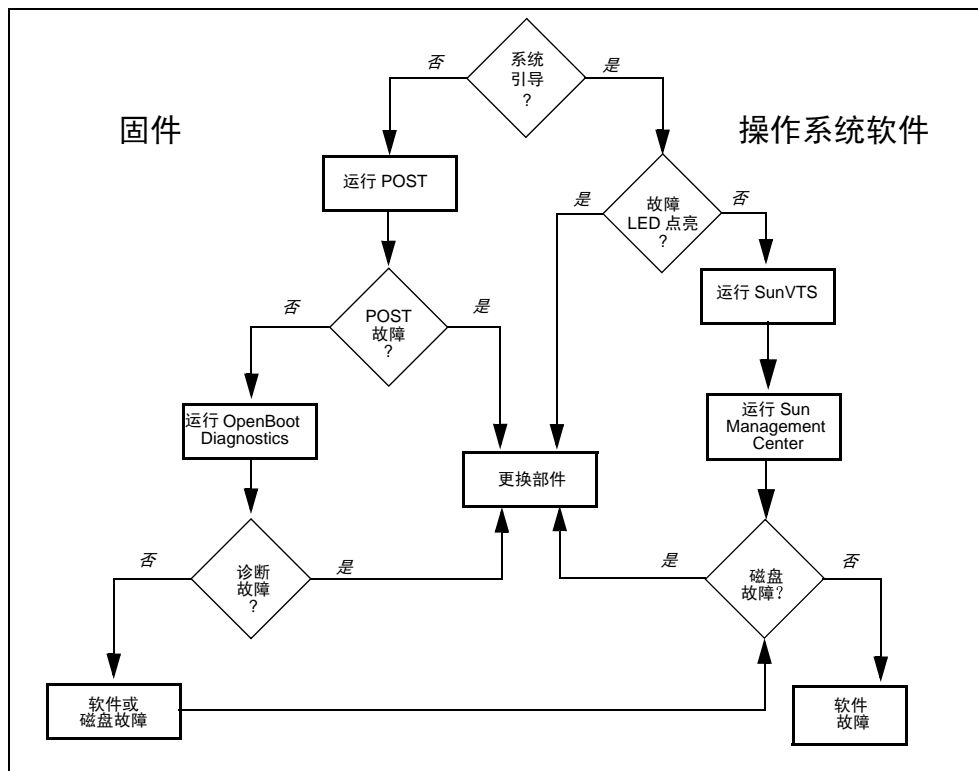 系统
引导
?
否
是
固件
操作系统软件
运行 POST
故障
LED 点亮
?
是
否
运行 SunVTS
POST
故障
?
否
是
运行 OpenBoot
Diagnostics
运行 Sun
Management
Center
更换部件
诊断
故障
?
否
是
磁盘
故障?
是
否
软件或
磁盘故障
软件
故障